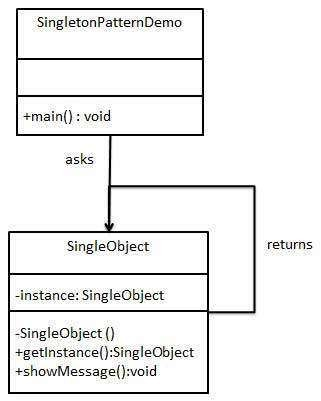 SingletonPatternDemo
+main() : void
asks
SingleObject
returns
-instance: SingleObject
-SingleObject ()
+getInstance():SingleObject
+showMessage():void